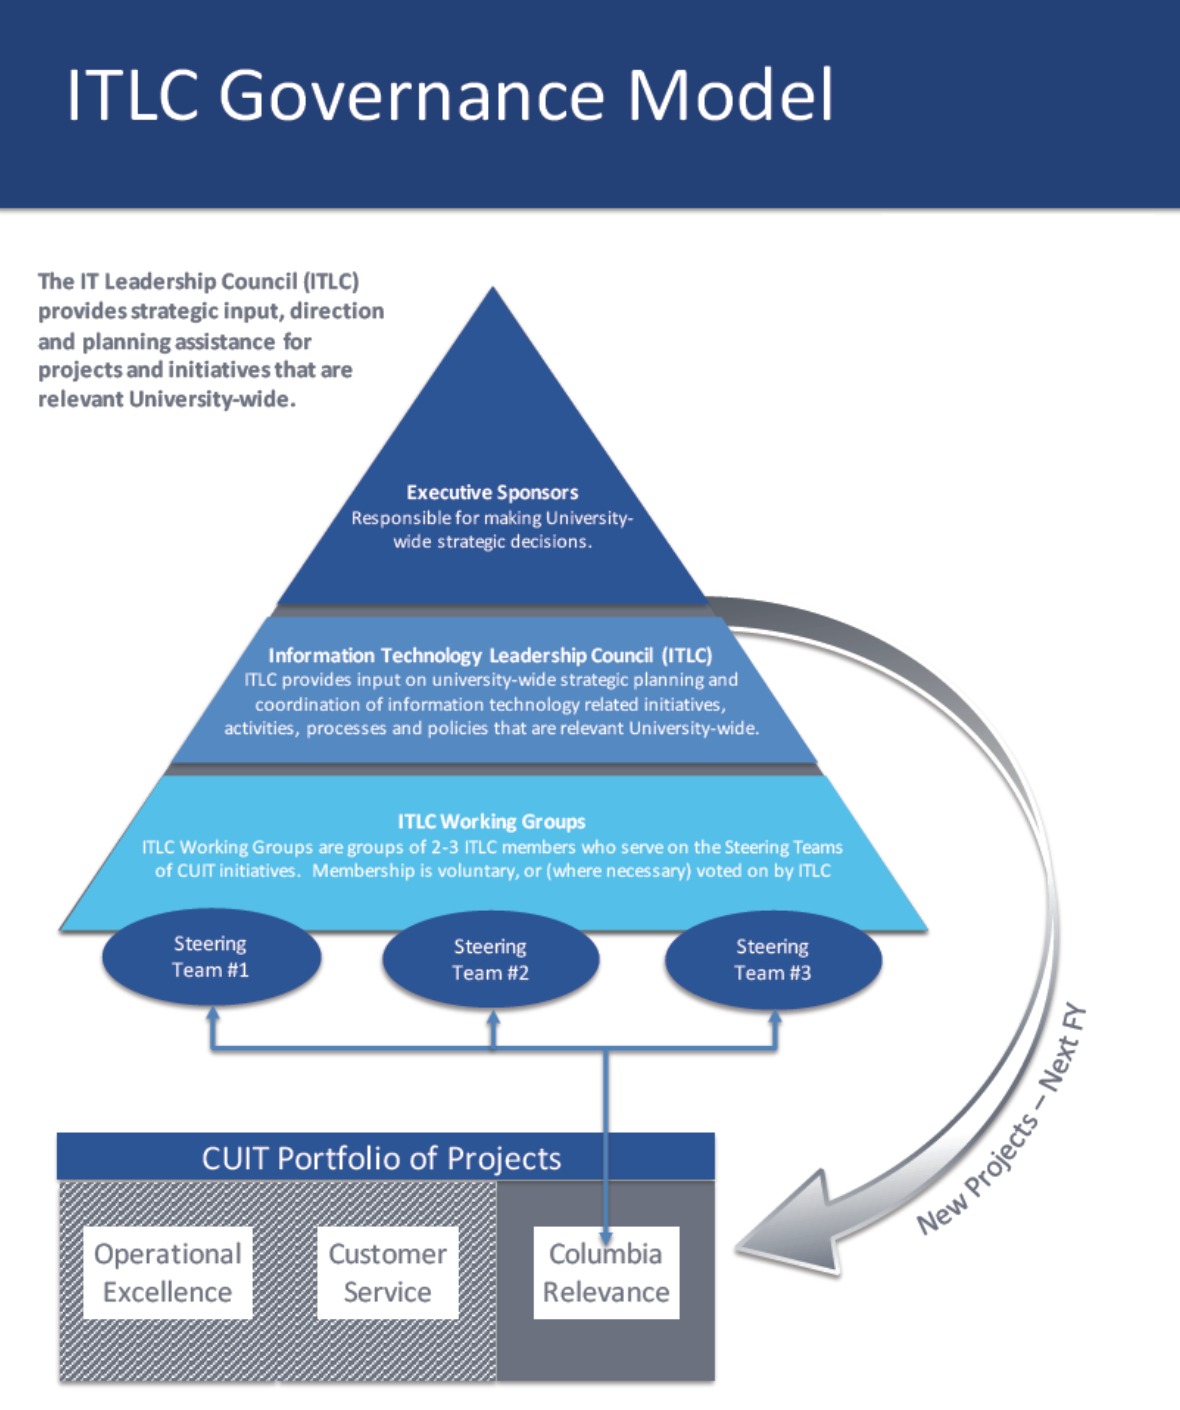 ITLC Governance Model
The IT Leadership Council (ITLC)
provides strategic input, direction
and planning assistance for
projects and initiatives that are
relevant University-wide.
Executive Sponsors
Responsible for making University-
wide strategic decisions.
Information Technology Leadership Council (ITLC)
ITLC provides input on university-wide strategic planning and
coordination of information technology related initiatives,
activities, processes and policies that are relevant University-wide.
ITLC Working Groups
ITLC Working Groups are groups of 2-3 ITLC members who serve on the Steering Teams
of CUIT initiatives.  Membership is voluntary, or (where necessary) voted on by ITLC
Steering
Team #1
Steering
Team #2
Steering
Team #3
New Projects – Next FY
CUIT Portfolio of Projects
Operational
Excellence
Customer
Service
Columbia
Relevance